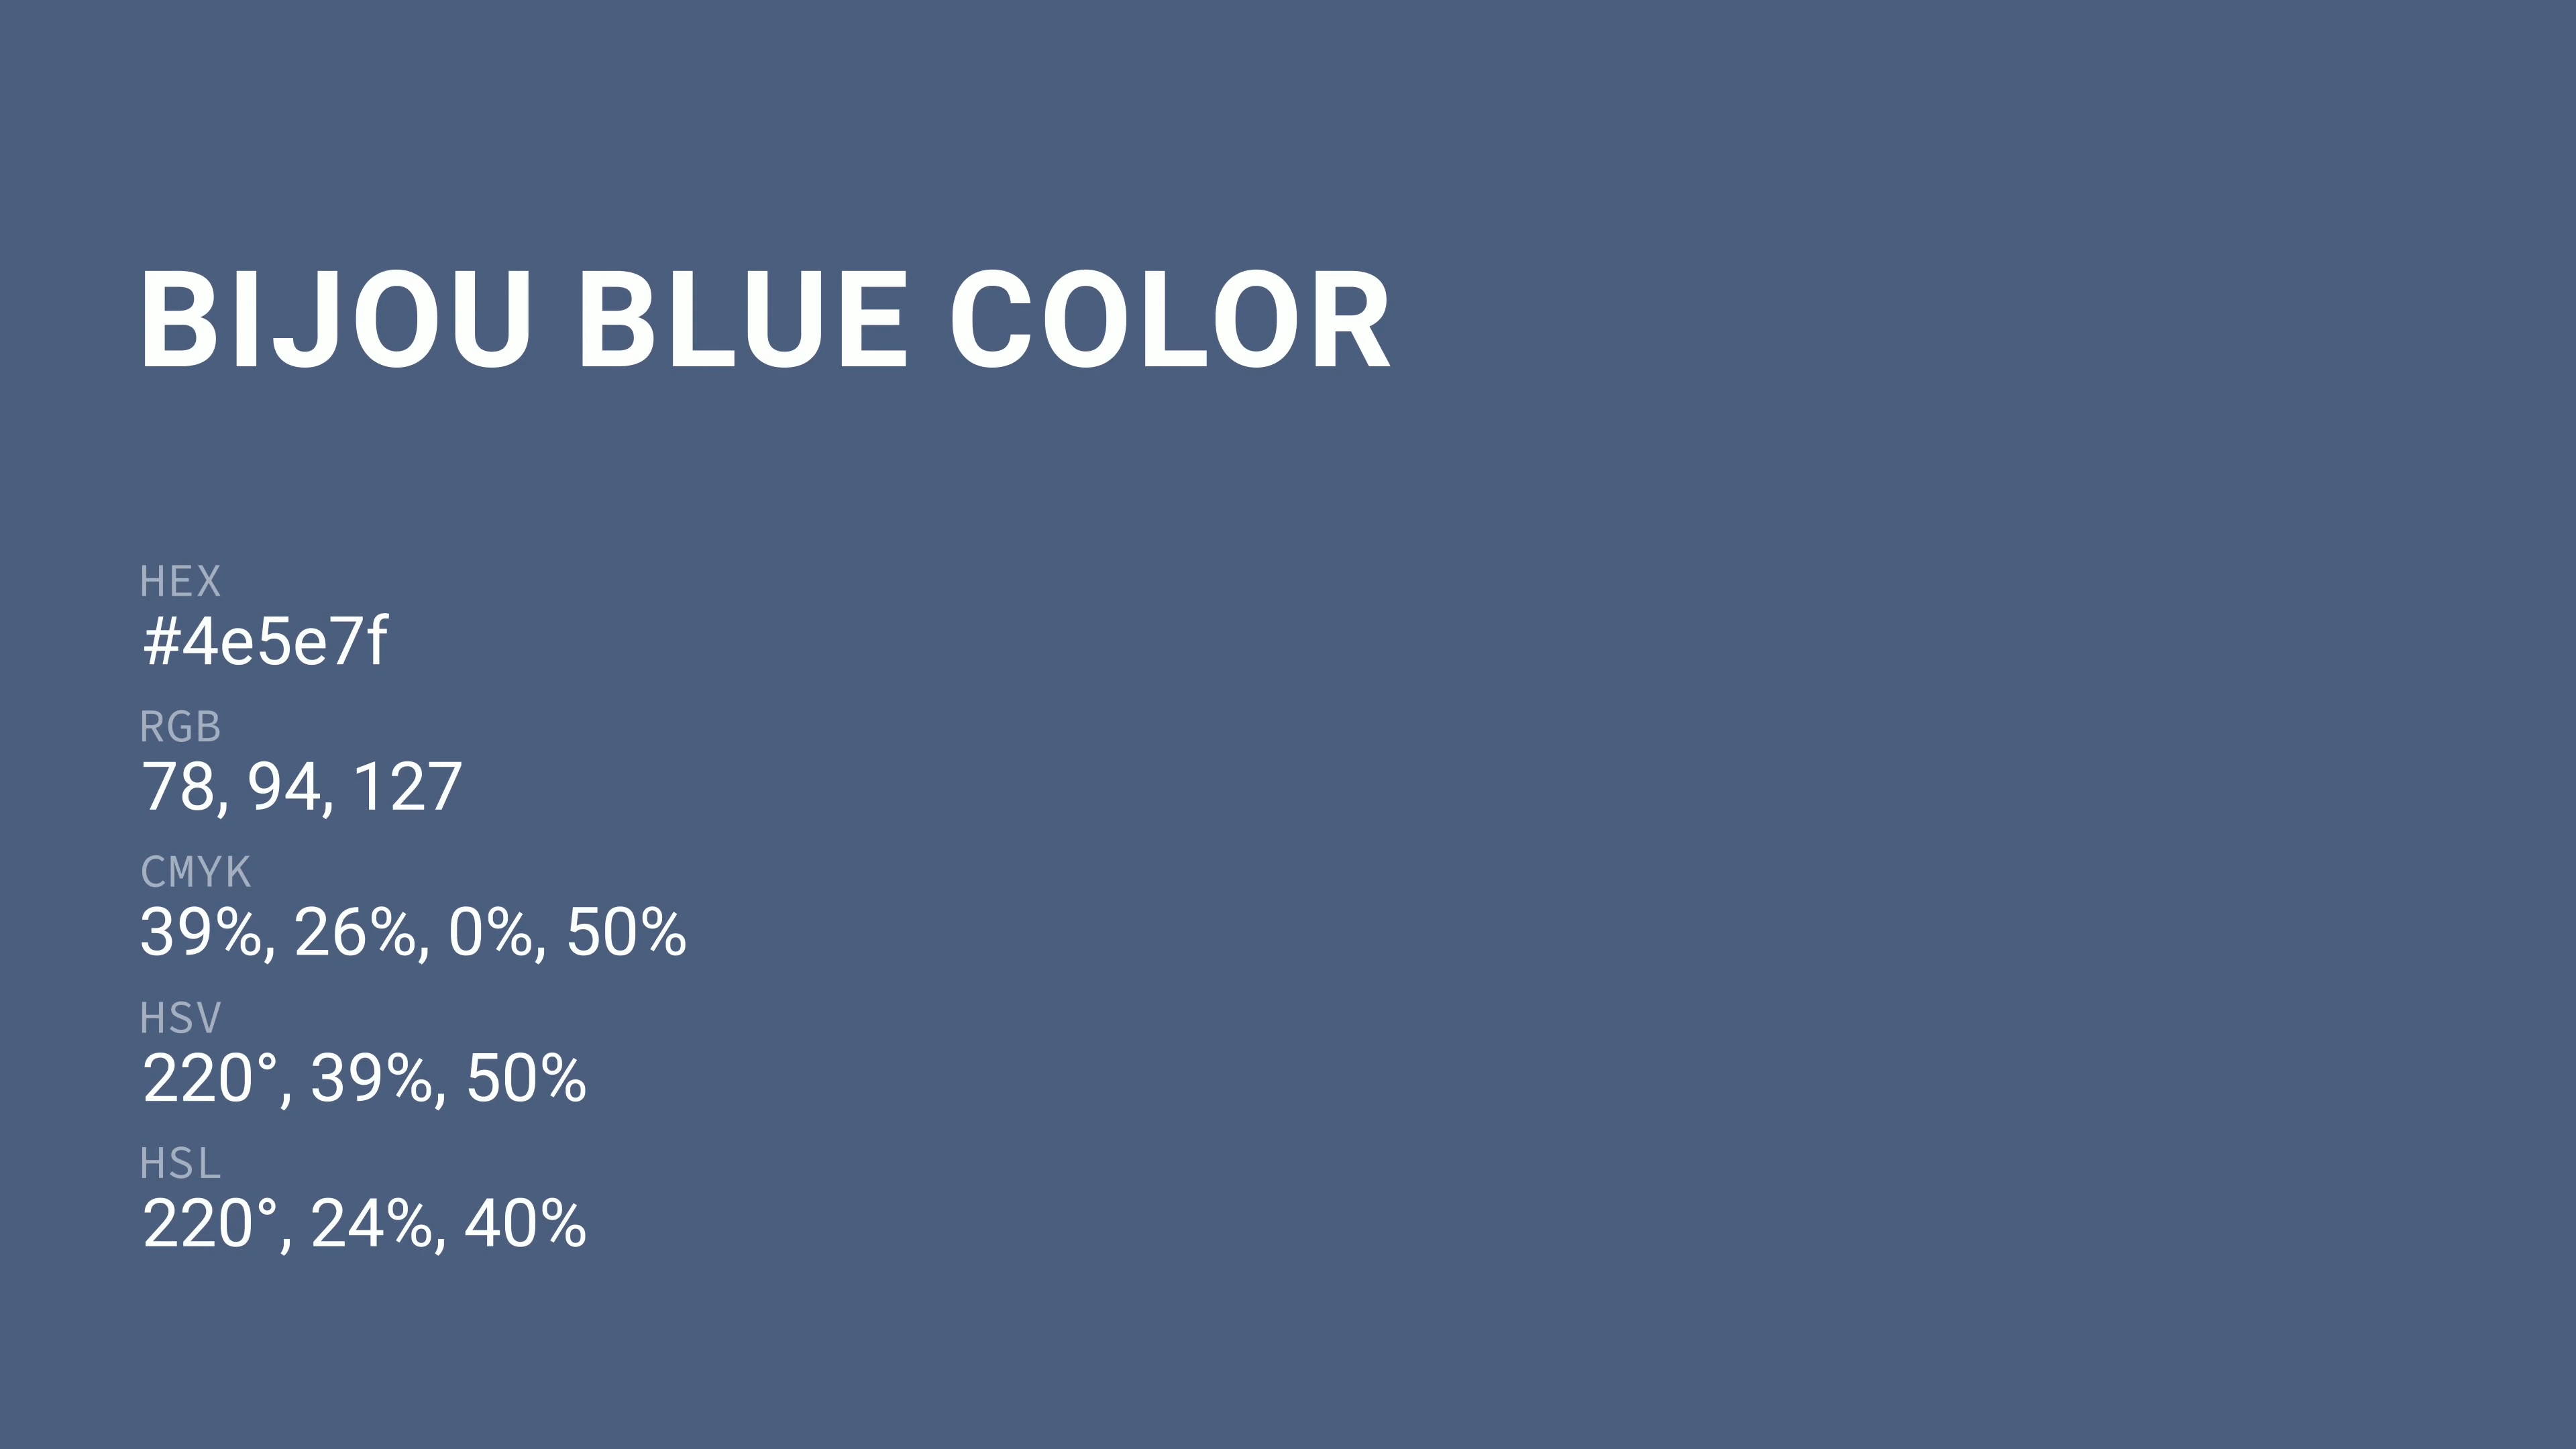 BIJOU BLUE COLOR
HEX
#4e5e7f
RGB
78, 94, 127
CMYK
39%, 26%, 0%, 50%
HSV
220°, 39%, 50%
HSL
220°, 24%, 40%